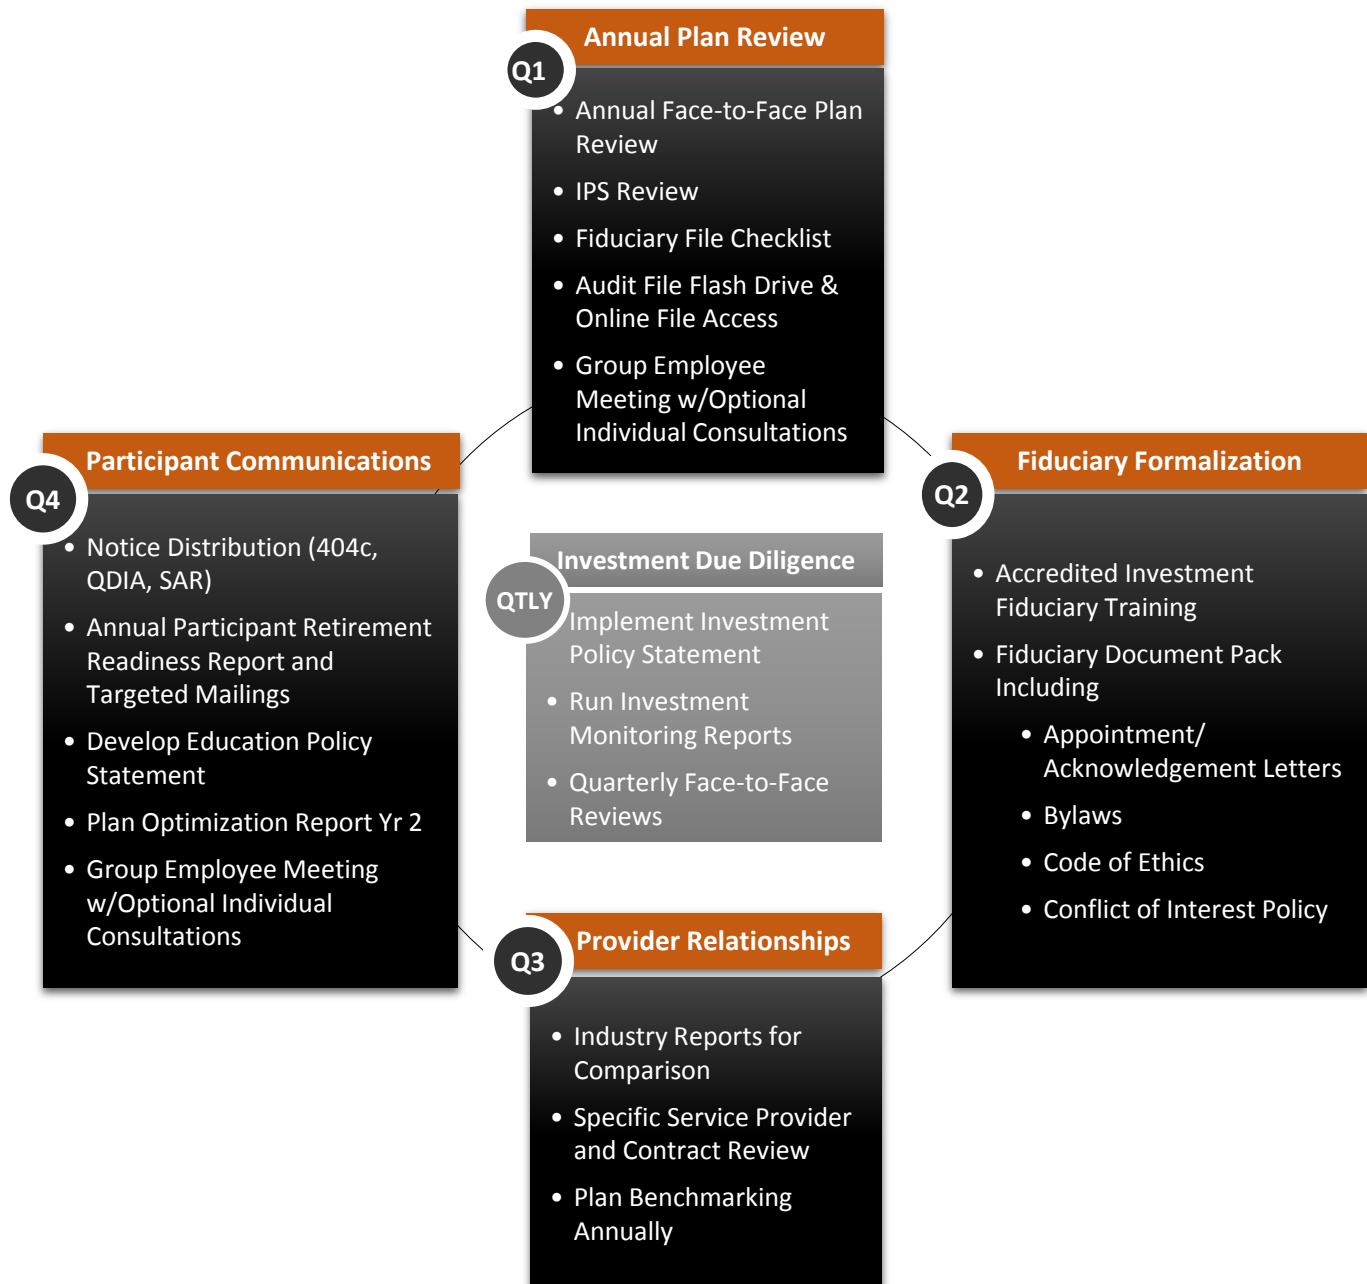 Annual Plan Review
Q1
• Annual Face-to-Face Plan
Review
• IPS Review
• Fiduciary File Checklist
• Audit File Flash Drive &
Online File Access
• Group Employee
Meeting w/Optional
Individual Consultations
Fiduciary Formalization
Q2
• Accredited Investment
Fiduciary Training
• Fiduciary Document Pack
Including
• Appointment/
Acknowledgement Letters
• Bylaws
• Code of Ethics
• Conflict of Interest Policy
Provider Relationships
Q3
• Industry Reports for
Comparison
• Specific Service Provider
and Contract Review
• Plan Benchmarking
Annually
Participant Communications
Q4
• Notice Distribution (404c,
QDIA, SAR)
• Annual Participant Retirement
Readiness Report and
Targeted Mailings
• Develop Education Policy
Statement
• Plan Optimization Report Yr 2
• Group Employee Meeting
w/Optional Individual
Consultations
Investment Due Diligence
QTLY
Implement Investment
Policy Statement
• Run Investment
Monitoring Reports
• Quarterly Face-to-Face
Reviews